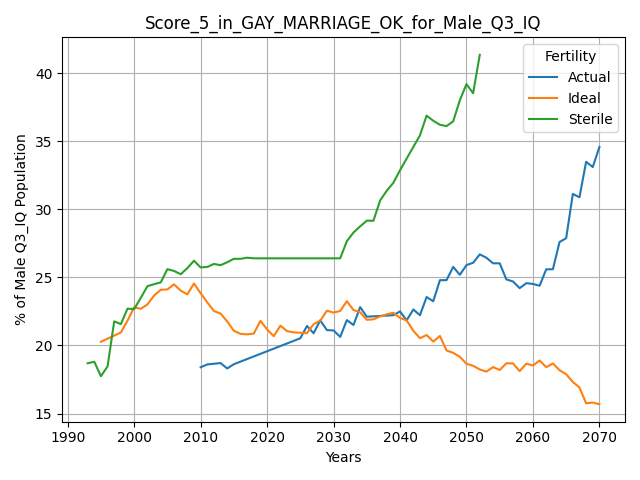 Score_5_in_GAY_MARRIAGE_OK_for_Male_Q3_IQ
% of Male Q3_IQ Population
40
35
30
25
20
15
Fertility
Actual
Ideal
Sterile
1990 2000 2010 2020 2030 2040 2050 2060 2070
Years